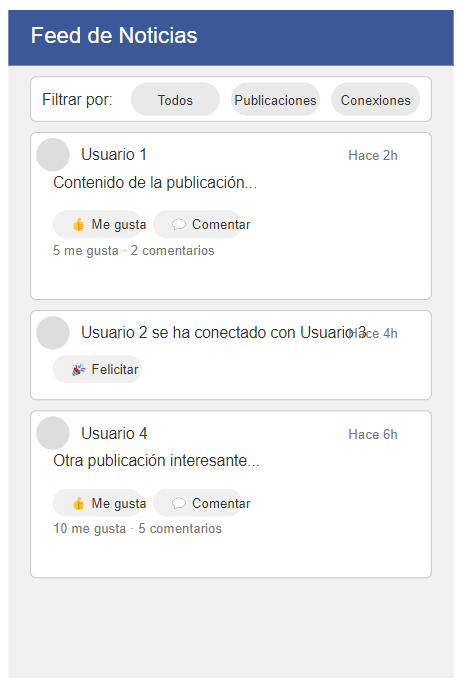 Feed de Noticias
Filtrar por: Todos Publicaciones Conexiones
Usuario 1 Hace 2h
Contenido de la publicación...
👍 Me gusta 💬 Comentar
5 me gusta · 2 comentarios
Usuario 2 se ha conectado con Usuario 3 Hace 4h
🎉 Felicitar
Usuario 4 Hace 6h
Otra publicación interesante...
👍 Me gusta 💬 Comentar
10 me gusta · 5 comentarios